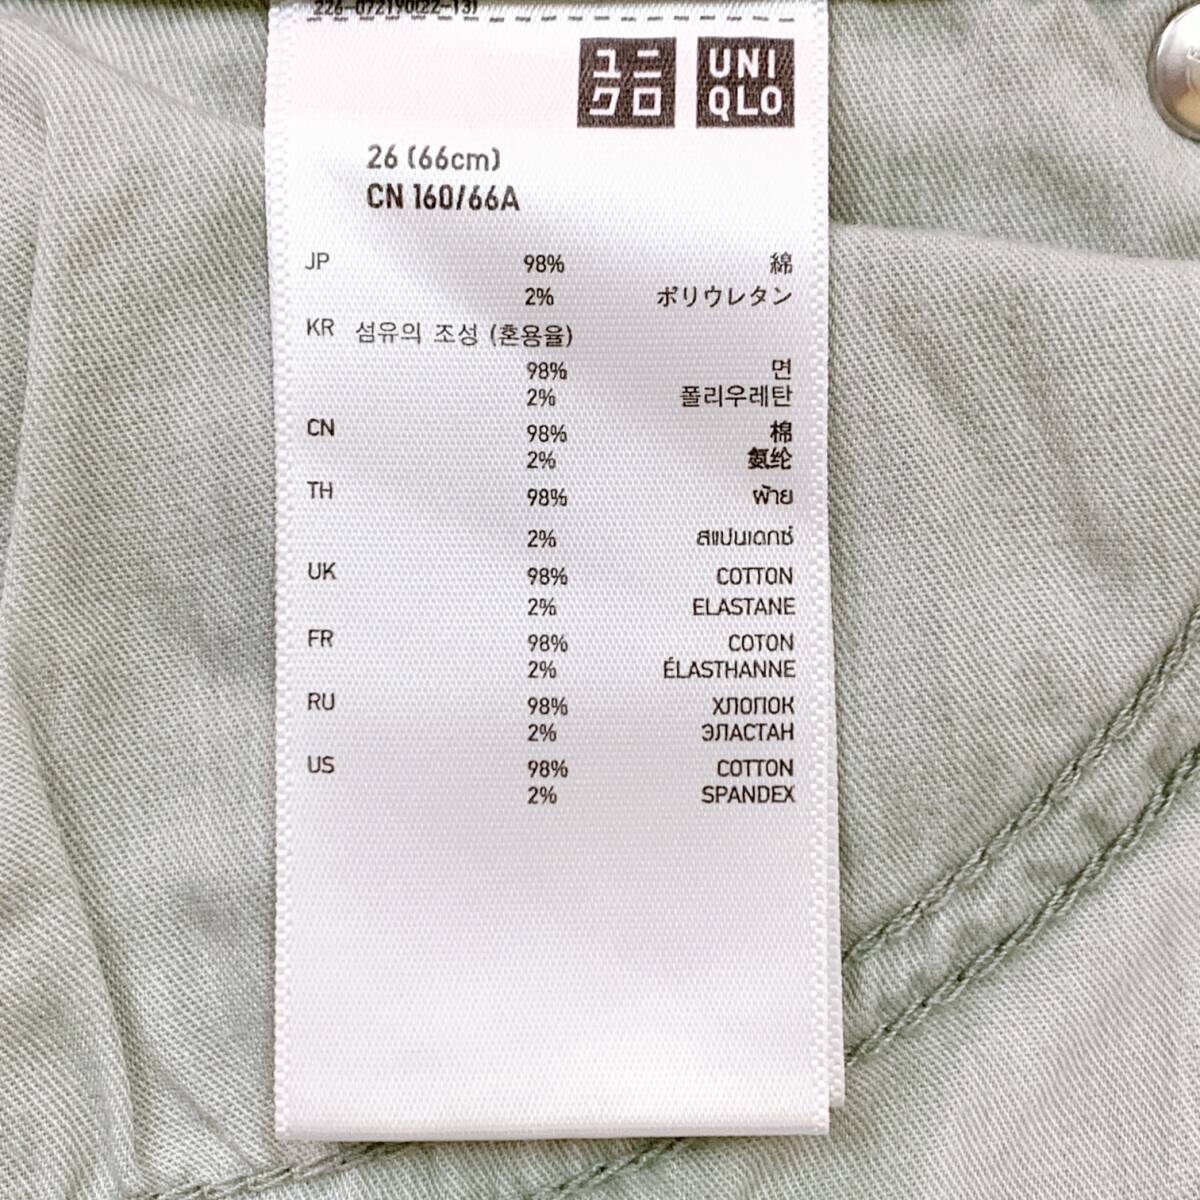 226-072190(22-13)
ユニ
クロ
UNI
QLO
26 (66cm)
CN 160/66A
JP 98% 綿
2% ポリウレタン
KR 섬유의 조성 (혼용율)
98% 면
2% 폴리우레탄
CN 98% 棉
2% 氨纶
TH 98% ฝ้าย
2% สแปนเดกซ์
UK 98% COTTON
2% ELASTANE
FR 98% COTON
2% ÉLASTHANNE
RU 98% ХЛОПОК
2% ЭЛАСТАН
US 98% COTTON
2% SPANDEX